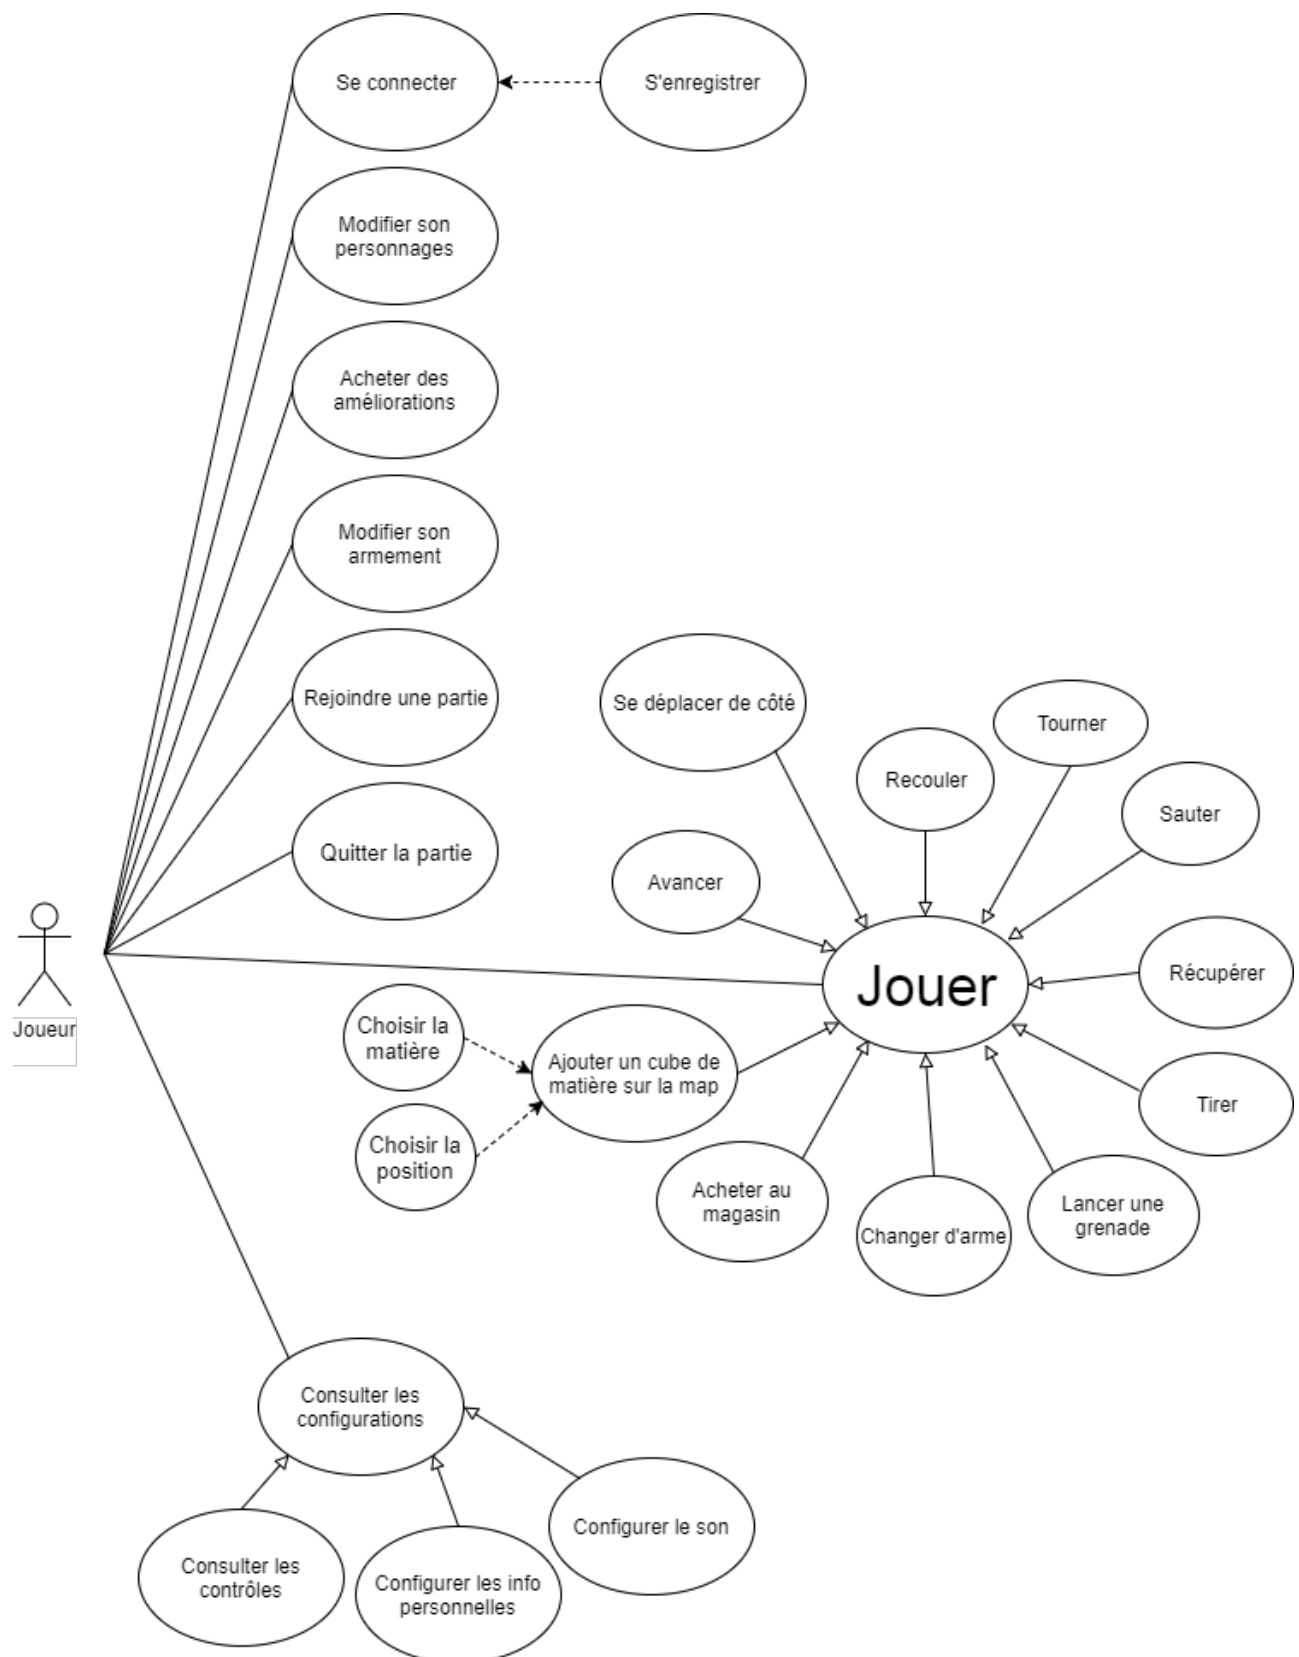 Se connecter
S'enregistrer
Modifier son
personnages
Acheter des
améliorations
Modifier son
armement
Rejoindre une partie
Se déplacer de côté
Tourner
Recouler
Sauter
Quitter la partie
Avancer
Joueur
Jouer
Récupérer
Choisir la
matière
Ajouter un cube de
matière sur la map
Tirer
Choisir la
position
Acheter au
magasin
Changer d'arme
Lancer une
grenade
Consulter les
configurations
Configurer le son
Consulter les
contrôles
Configurer les info
personnelles